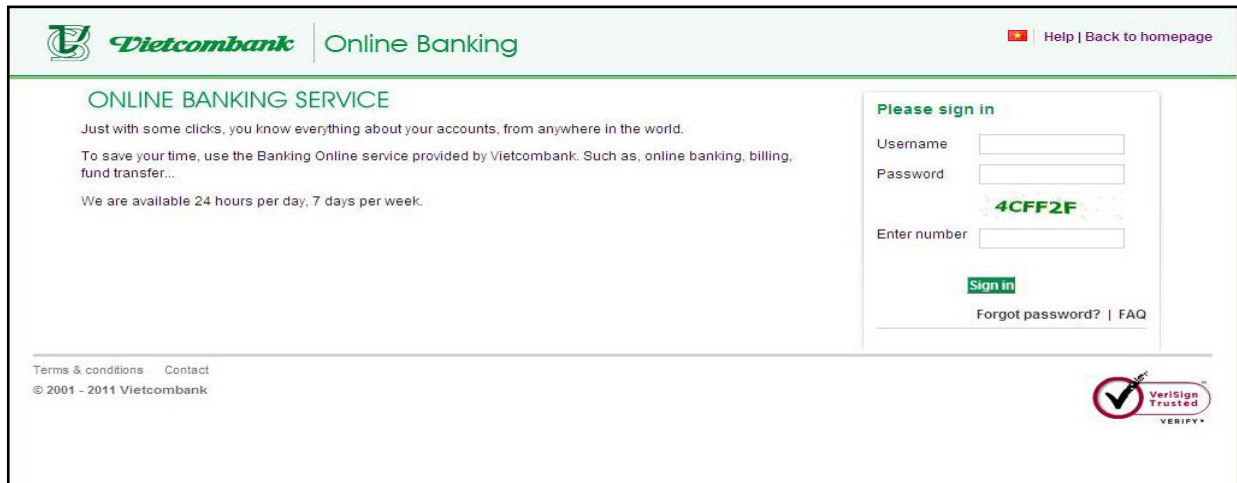 Vietcombank Online Banking
Help | Back to homepage
ONLINE BANKING SERVICE
Just with some clicks, you know everything about your accounts, from anywhere in the world.
To save your time, use the Banking Online service provided by Vietcombank. Such as, online banking, billing,
fund transfer...
We are available 24 hours per day, 7 days per week.
Please sign in
Username
Password
4CFF2F
Enter number
Sign in
Forgot password? | FAQ
Terms & conditions Contact
© 2001 - 2011 Vietcombank
VeriSign
Trusted
VERIFY